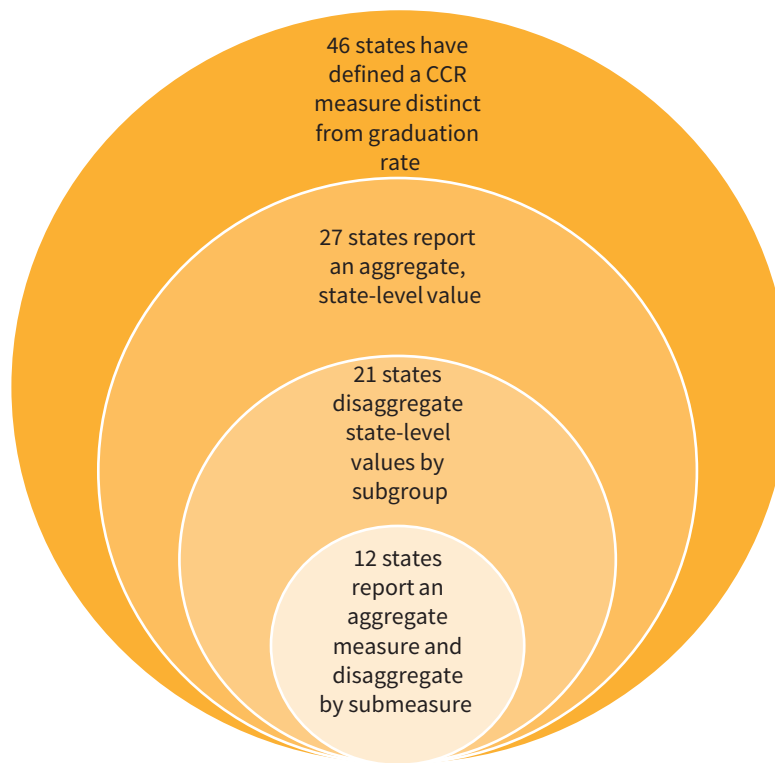 46 states have
defined a CCR
measure distinct
from graduation
rate
27 states report
an aggregate,
state-level value
21 states
disaggregate
state-level
values by
subgroup
12 states
report an
aggregate
measure and
disaggregate
by submeasure